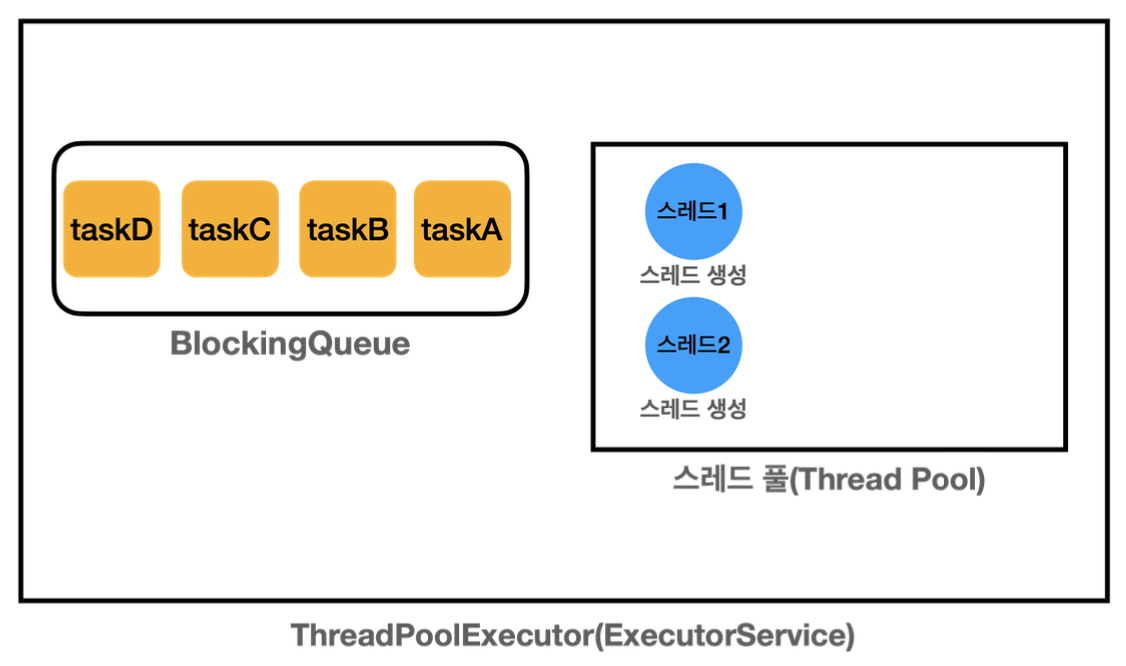 taskD taskC taskB taskA
BlockingQueue
스레드1
스레드 생성
스레드2
스레드 생성
스레드 풀(Thread Pool)
ThreadPoolExecutor(ExecutorService)